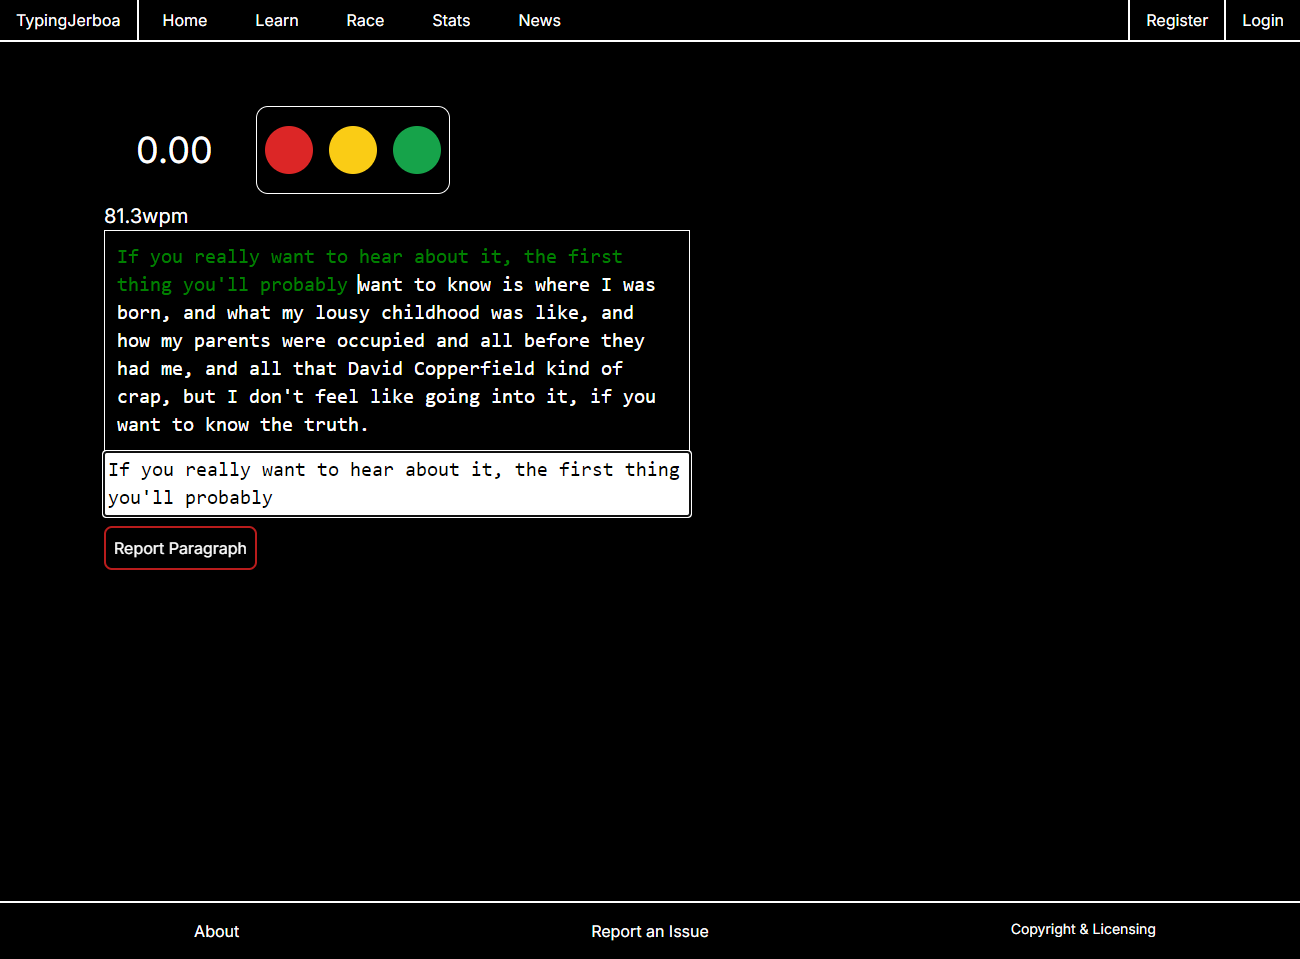 TypingJerboa Home Learn Race Stats News Register Login
0.00
81.3wpm
If you really want to hear about it, the first
thing you'll probably want to know is where I was
born, and what my lousy childhood was like, and
how my parents were occupied and all before they
had me, and all that David Copperfield kind of
crap, but I don't feel like going into it, if you
want to know the truth.
If you really want to hear about it, the first thing
you'll probably
Report Paragraph
About Report an Issue Copyright & Licensing